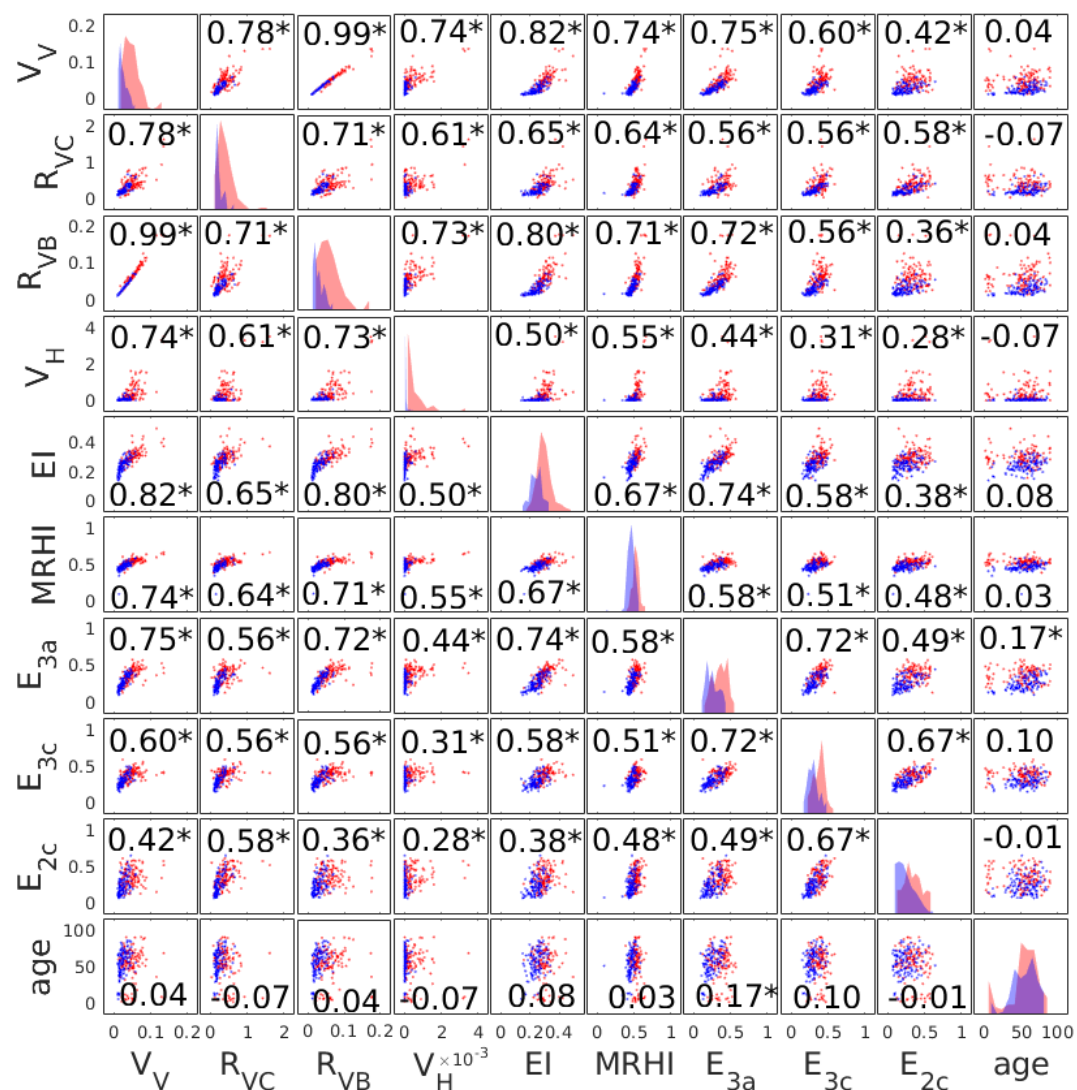 0.2 0.1 0 V_V 0.78* 0.99* 0.74* 0.82* 0.74* 0.75* 0.60* 0.42* 0.04
2 1 0 R_VC 0.78* 0.71* 0.61* 0.65* 0.64* 0.56* 0.56* 0.58* -0.07
0.2 0.1 0 R_VB 0.99* 0.71* 0.73* 0.80* 0.71* 0.72* 0.56* 0.36* 0.04
4 2 0 V_H 0.74* 0.61* 0.73* 0.50* 0.55* 0.44* 0.31* 0.28* -0.07
0.4 0.2 0 EI 0.82* 0.65* 0.80* 0.50* 0.67* 0.74* 0.58* 0.38* 0.08
1 0.5 0 MRHI 0.74* 0.64* 0.71* 0.55* 0.67* 0.58* 0.51* 0.48* 0.03
1 0.5 0 E_3a 0.75* 0.56* 0.72* 0.44* 0.74* 0.58* 0.72* 0.49* 0.17*
1 0.5 0 E_3c 0.60* 0.56* 0.56* 0.31* 0.58* 0.51* 0.72* 0.67* 0.10
1 0.5 0 E_2c 0.42* 0.58* 0.36* 0.28* 0.38* 0.48* 0.49* 0.67* -0.01
100 50 0 age 0.04 -0.07 0.04 -0.07 0.08 0.03 0.17* 0.10 -0.01
0 0.1 0.2 0 1 2 0 0.1 0.2 0 2 4 0 0.2 0.4 0 0.5 1 0 0.5 1 0 0.5 1 0 0.5 1 0 50 100
V_V R_VC R_VB V_H ×10^-3 EI MRHI E_3a E_3c E_2c age